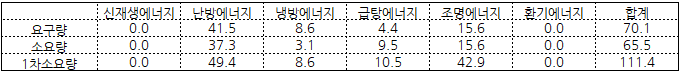 신재생에너지 난방에너지 냉방에너지 급탕에너지 조명에너지 환기에너지 합계
요구량 0.0 41.5 8.6 4.4 15.6 0.0 70.1
소요량 0.0 37.3 3.1 9.5 15.6 0.0 65.5
1차소요량 0.0 49.4 8.6 10.5 42.9 0.0 111.4